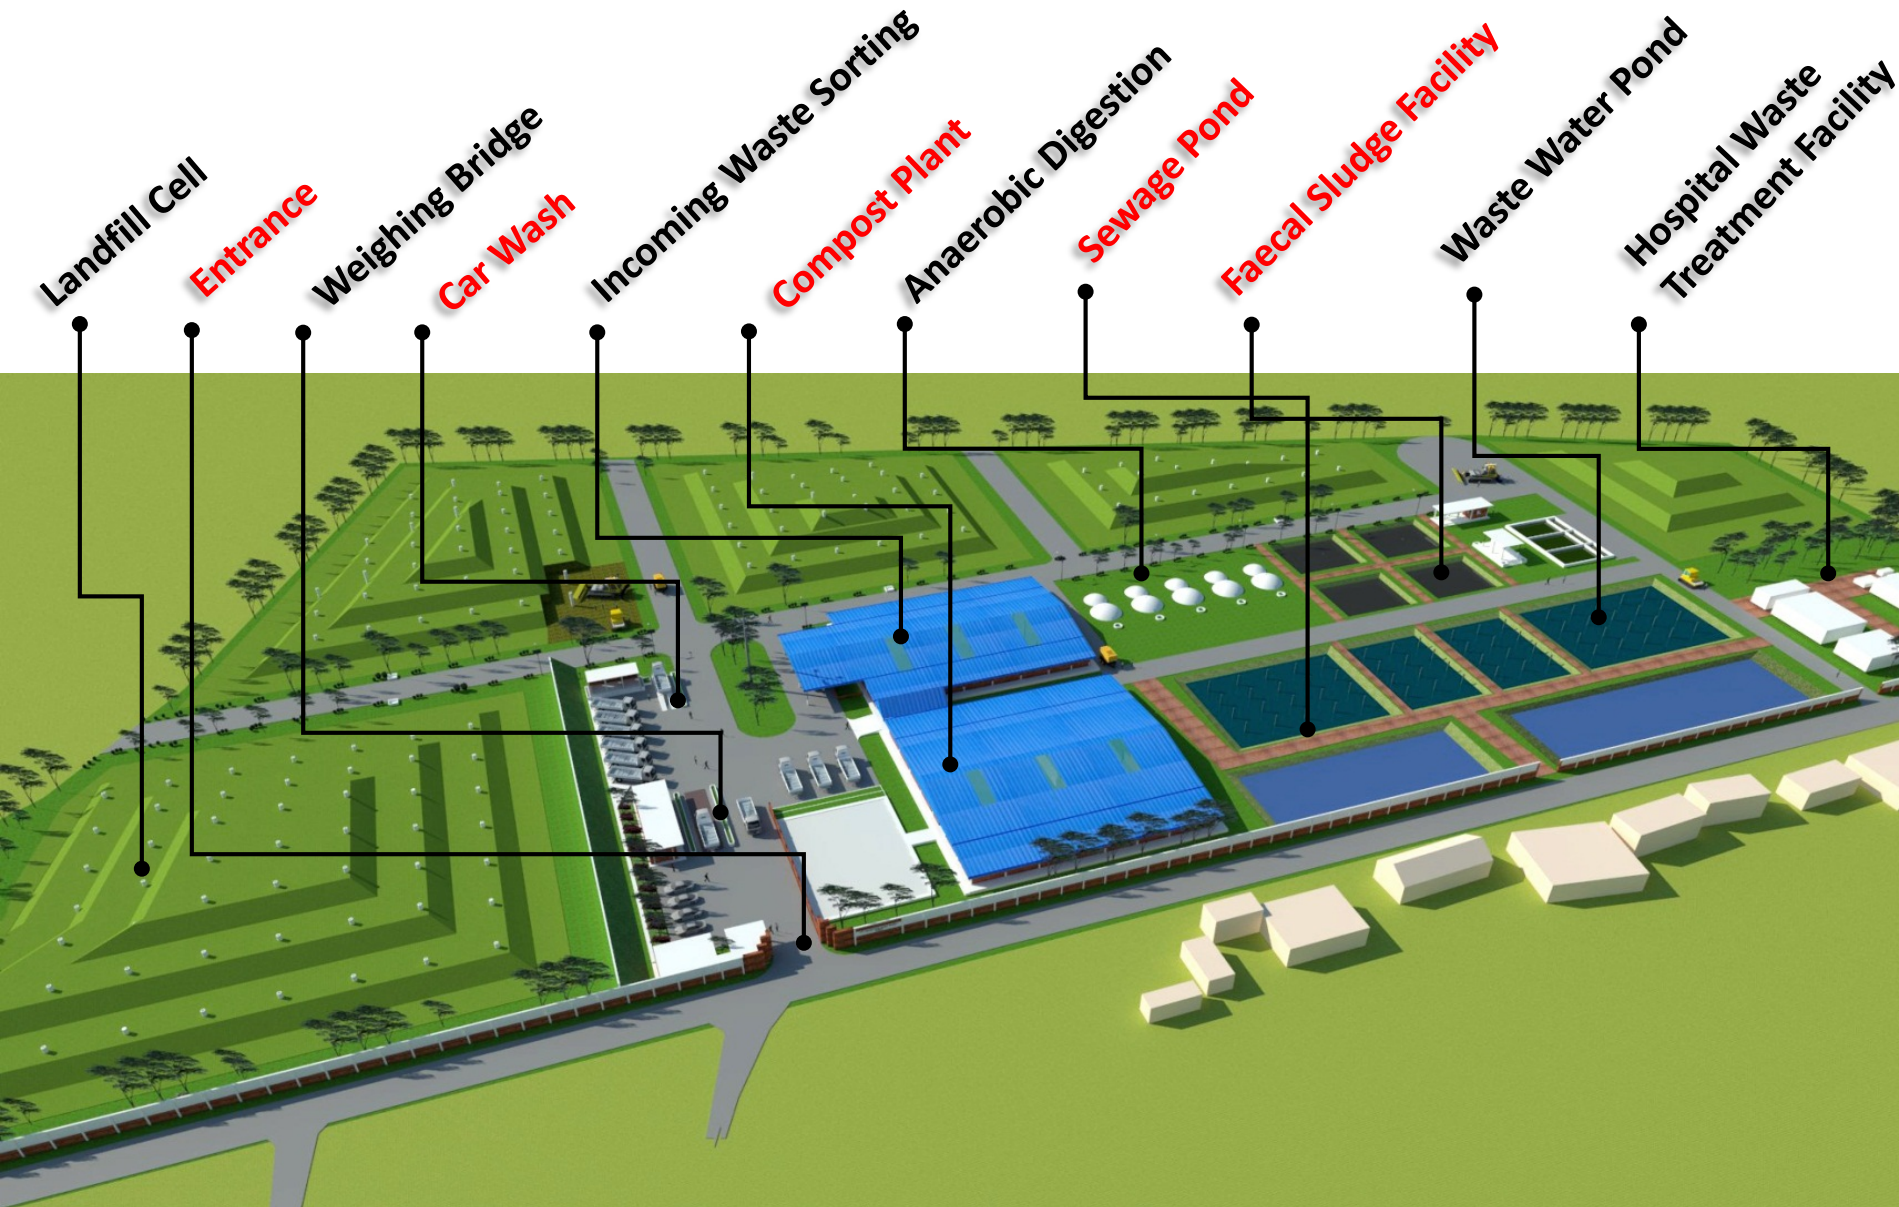 Landfill Cell
Entrance
Weighing Bridge
Car Wash
Incoming Waste Sorting
Compost Plant
Anaerobic Digestion
Sewage Pond
Faecal Sludge Facility
Waste Water Pond
Hospital Waste
Treatment Facility